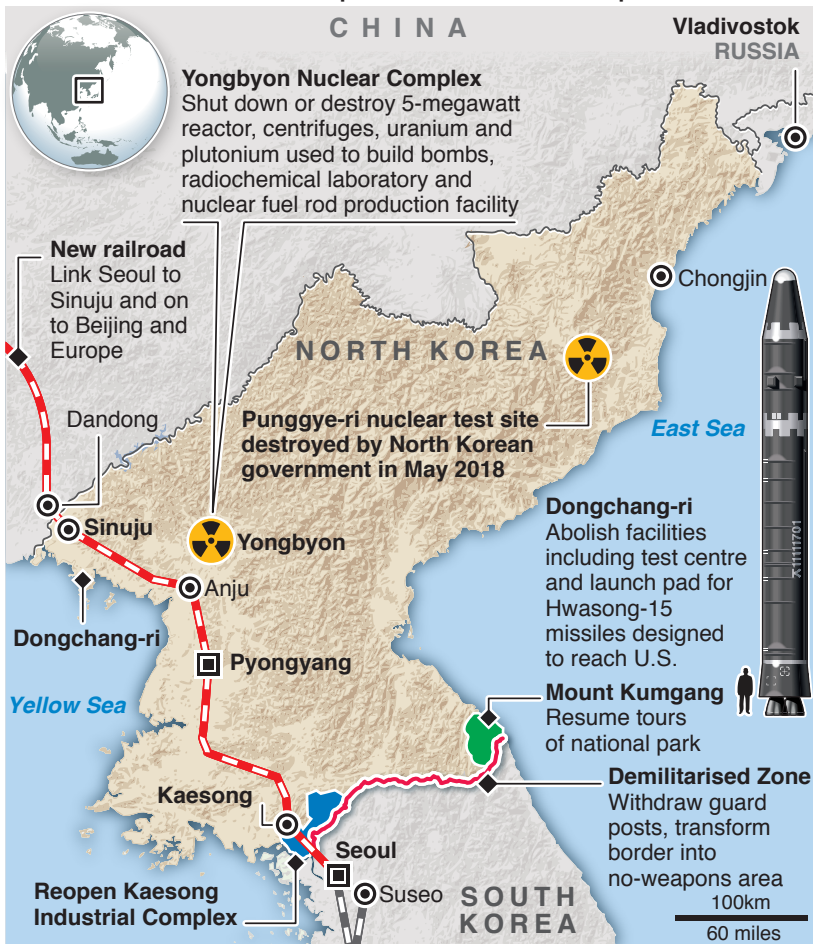 CHINA
Vladivostok
RUSSIA
Yongbyon Nuclear Complex
Shut down or destroy 5-megawatt
reactor, centrifuges, uranium and
plutonium used to build bombs,
radiochemical laboratory and
nuclear fuel rod production facility
New railroad
Link Seoul to
Sinuju and on
to Beijing and
Europe
Chongjin
NORTH KOREA
Dandong
Punggye-ri nuclear test site
destroyed by North Korean
government in May 2018
East Sea
Sinuju
Yongbyon
Anju
Dongchang-ri
Abolish facilities
including test centre
and launch pad for
Hwasong-15
missiles designed
to reach U.S.
Dongchang-ri
Pyongyang
Yellow Sea
Mount Kumgang
Resume tours
of national park
Demilitarised Zone
Withdraw guard
posts, transform
border into
no-weapons area
Kaesong
Seoul
Suseo
Reopen Kaesong
Industrial Complex
SOUTH
KOREA
100km
60 miles